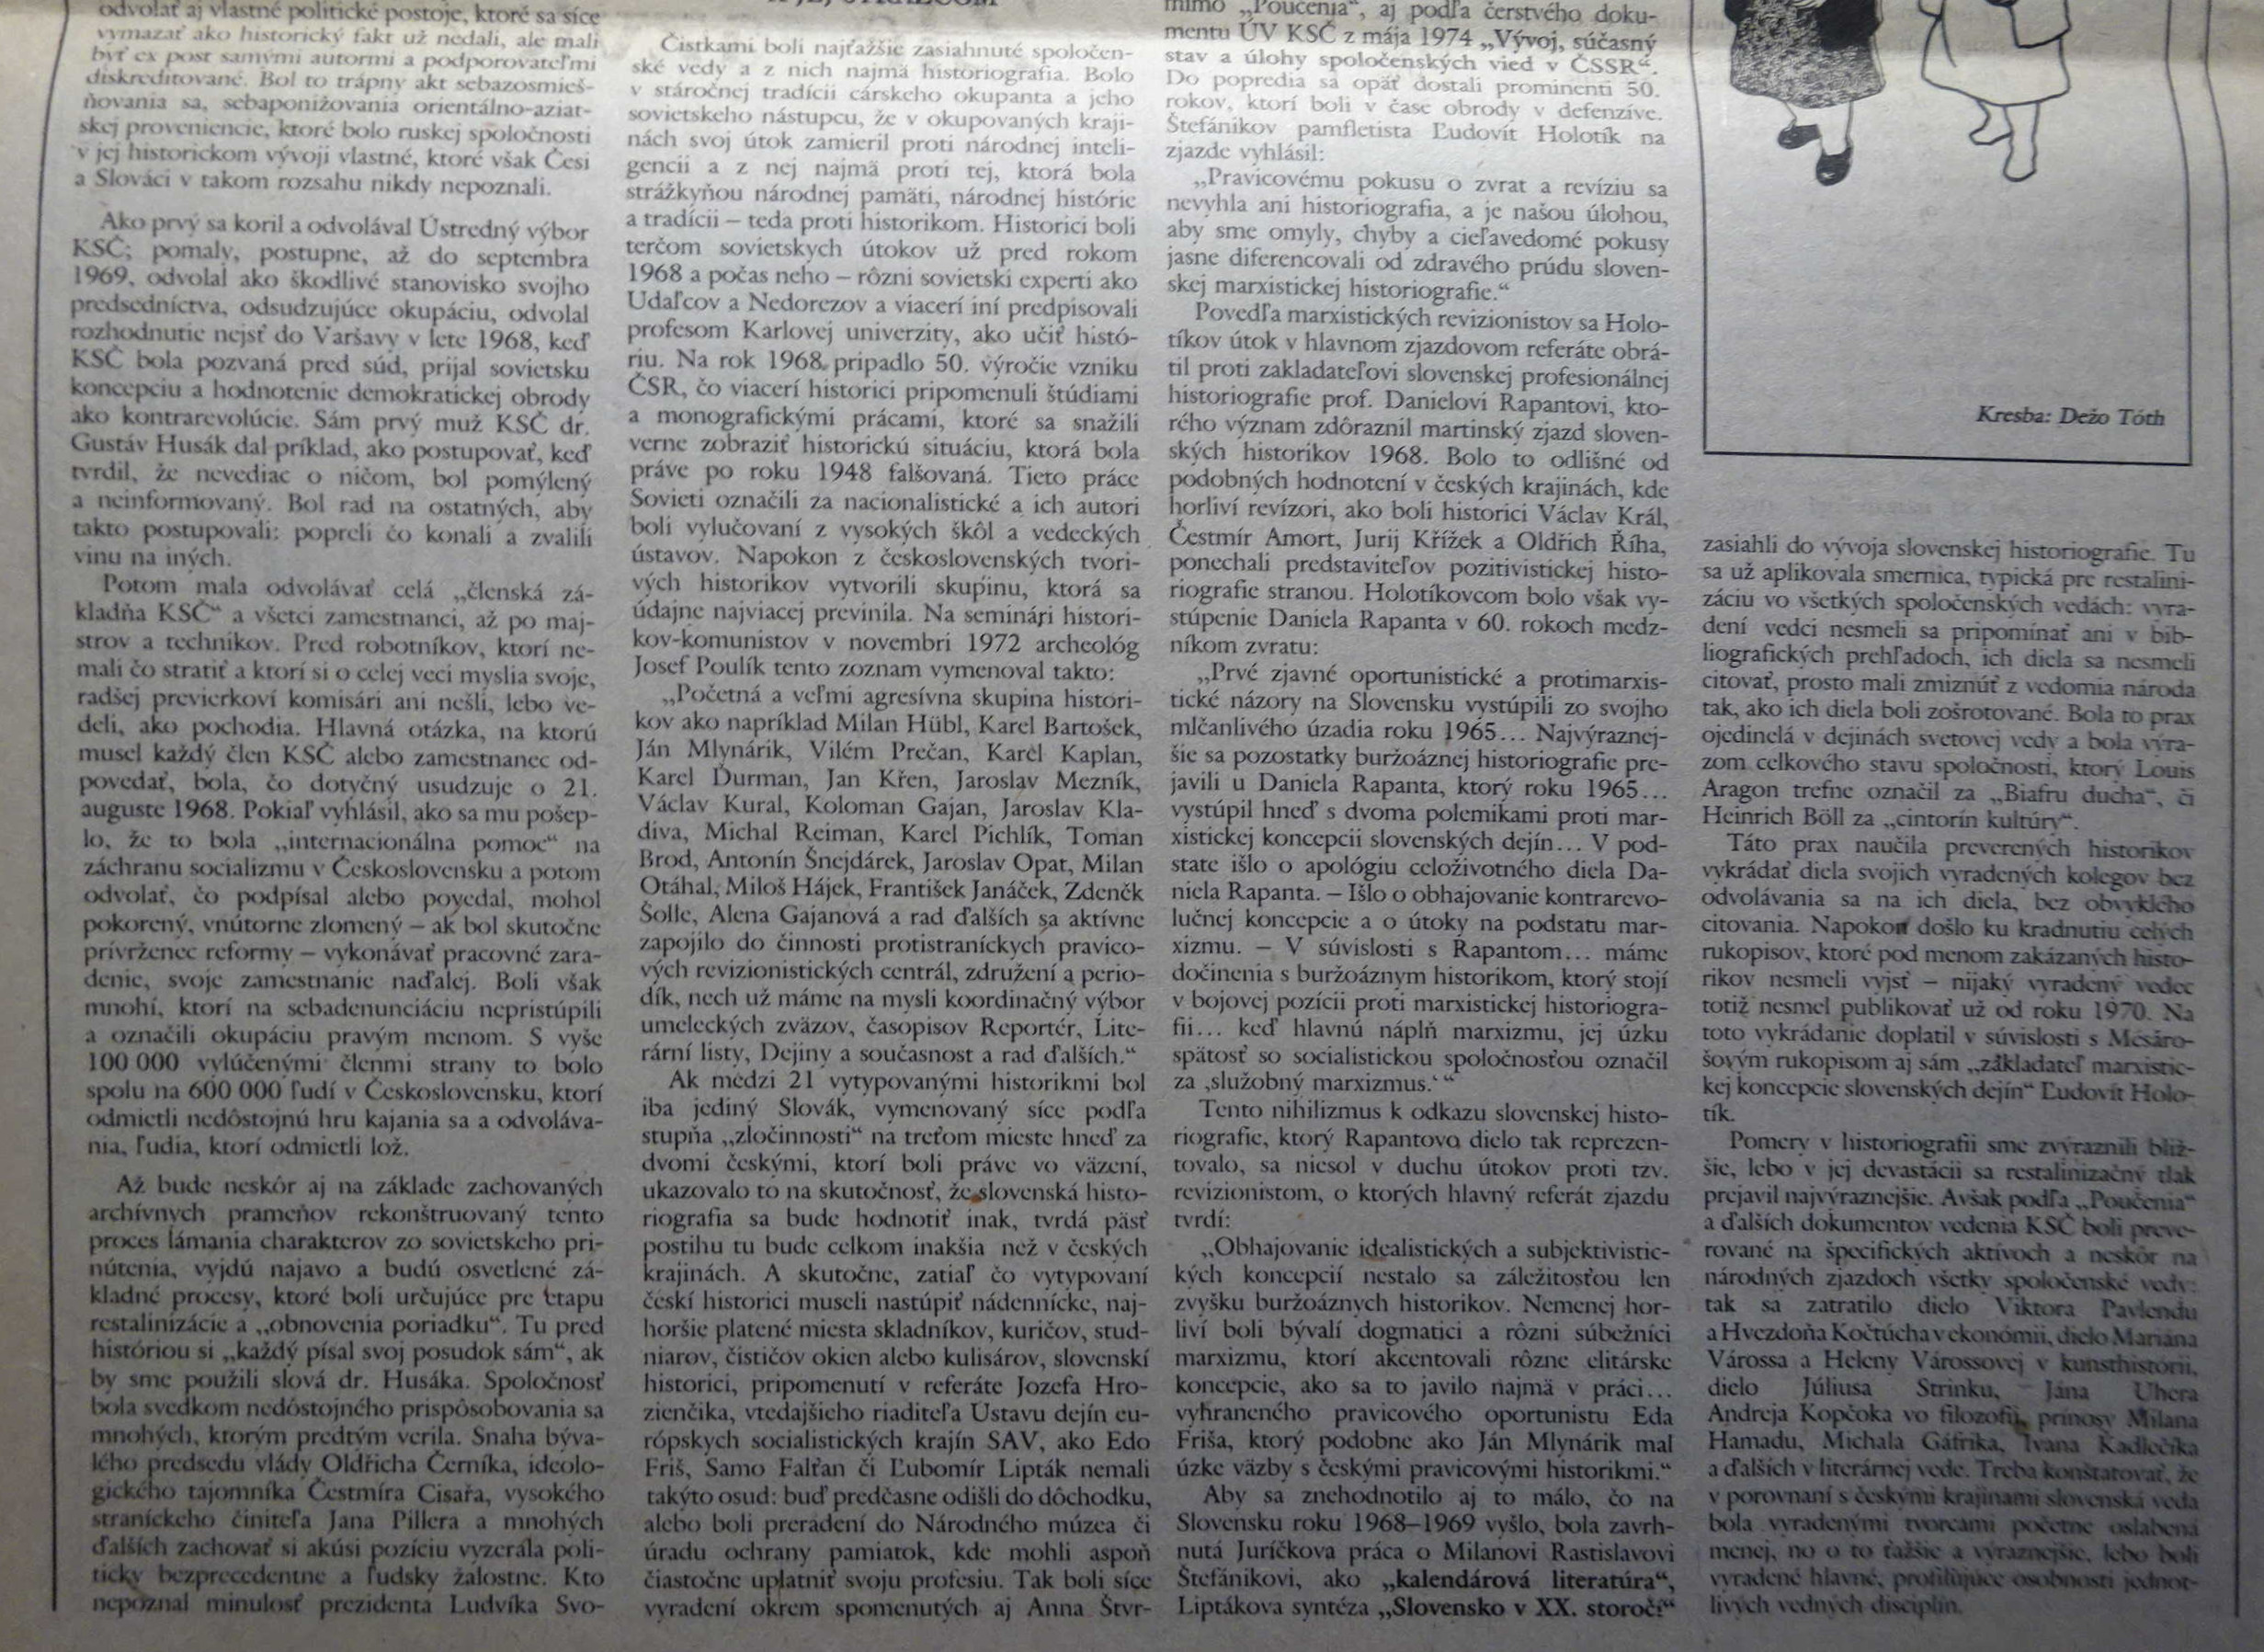 odvolať aj vlastné politické postoje, ktoré sa síce
vymazať ako historický fakt už nedali, ale mali
byť ex post samými autormi a podporovateľmi
diskreditované. Bol to trápny akt sebazosmieš-
ňovania sa, sebaponižovania orientálno-aziat-
skej proveniencie, ktoré bolo ruskej spoločnosti
v jej historickom vývoji vlastné, ktoré však Česi
a Slováci v takom rozsahu nikdy nepoznali.
Ako prvý sa koril a odvolával Ústredný výbor
KSČ; pomaly, postupne, až do septembra
1969, odvolal ako škodlivé stanovisko svojho
predsedníctva, odsudzujúce okupáciu, odvolal
rozhodnutie nejsť do Varšavy v lete 1968, keď
KSČ bola pozvaná pred súd, prijal sovietsku
koncepciu a hodnotenie demokratickej obrody
ako kontrarevolúcie. Sám prvý muž KSČ dr.
Gustáv Husák dal príklad, ako postupovať, keď
tvrdil, že nevediac o ničom, bol pomýlený
a neinformovaný. Bol rad na ostatných, aby
takto postupovali: popreli čo konali a zvalili
vinu na iných.
Potom mala odvolávať celá „členská zá-
kladňa KSČ“ a všetci zamestnanci, až po maj-
strov a technikov. Pred robotníkov, ktorí ne-
mali čo stratiť a ktorí si o celej veci myslia svoje,
radšej previerkoví komisári ani nešli, lebo ve-
deli, ako pochodia. Hlavná otázka, na ktorú
musel každý člen KSČ alebo zamestnanec od-
povedať, bola, čo dotyčný usudzuje o 21.
auguste 1968. Pokiaľ vyhlásil, ako sa mu pošep-
lo, že to bola „internacionálna pomoc“ na
záchranu socializmu v Československu a potom
odvolať, čo podpísal alebo povedal, mohol
pokorený, vnútorne zlomený – ak bol skutočne
prívrženec reformy – vykonávať pracovné zara-
denie, svoje zamestnanie naďalej. Boli však
mnohí, ktorí na sebadenunciáciu nepristúpili
a označili okupáciu pravým menom. S vyše
100 000 vylúčenými členmi strany to bolo
spolu na 600 000 ľudí v Československu, ktorí
odmietli nedôstojnú hru kajania sa a odvoláva-
nia, ľudia, ktorí odmietli lož.
Až bude neskôr aj na základe zachovaných
archívnych prameňov rekonštruovaný tento
proces lámania charakterov zo sovietskeho pri-
nútenia, vyjdú najavo a budú osvetlené zá-
kladné procesy, ktoré boli určujúce pre etapu
restalinizácie a „obnovenia poriadku“. Tu pred
históriou si „každý písal svoj posudok sám“, ak
by sme použili slová dr. Husáka. Spoločnosť
bola svedkom nedôstojného prispôsobovania sa
mnohých, ktorým predtým verila. Snaha býva-
lého predsedu vlády Oldřicha Černíka, ideolo-
gického tajomníka Čestmíra Cisařa, vysokého
straníckeho činiteľa Jana Pillera a mnohých
ďalších zachovať si akúsi pozíciu vyzerála poli-
ticky bezprecedentne a ľudsky žalostne. Kto
nepoznal minulosť prezidenta Ludvíka Svo-
Čistkami boli najťažšie zasiahnuté spoločen-
ské vedy a z nich najmä historiografia. Bolo
v stáročnej tradícii cárskeho okupanta a jeho
sovietskeho nástupcu, že v okupovaných kraji-
nách svoj útok zamieril proti národnej inteli-
gencii a z nej najmä proti tej, ktorá bola
strážkyňou národnej pamäti, národnej histórie
a tradícii – teda proti historikom. Historici boli
terčom sovietskych útokov už pred rokom
1968 a počas neho – rôzni sovietski experti ako
Udaľcov a Nedorezov a viacerí iní predpisovali
profesom Karlovej univerzity, ako učiť histó-
riu. Na rok 1968 pripadlo 50. výročie vzniku
ČSR, čo viacerí historici pripomenuli štúdiami
a monografickými prácami, ktoré sa snažili
verne zobraziť historickú situáciu, ktorá bola
práve po roku 1948 falšovaná. Tieto práce
Sovieti označili za nacionalistické a ich autori
boli vylučovaní z vysokých škôl a vedeckých
ústavov. Napokon z československých tvori-
vých historikov vytvorili skupinu, ktorá sa
údajne najviacej previnila. Na seminári histori-
kov-komunistov v novembri 1972 archeológ
Josef Poulík tento zoznam vymenoval takto:
„Početná a veľmi agresívna skupina histori-
kov ako napríklad Milan Hübl, Karel Bartošek,
Ján Mlynárik, Vilém Prečan, Karel Kaplan,
Karel Ďurman, Jan Křen, Jaroslav Mezník,
Václav Kural, Koloman Gajan, Jaroslav Kla-
diva, Michal Reiman, Karel Pichlík, Toman
Brod, Antonín Šnejdárek, Jaroslav Opat, Milan
Otáhal, Miloš Hájek, František Janáček, Zdeněk
Šolle, Alena Gajanová a rad ďalších sa aktívne
zapojilo do činnosti protistraníckych pravico-
vých revizionistických centrál, združení a perio-
dík, nech už máme na mysli koordinačný výbor
umeleckých zväzov, časopisov Reportér, Lite-
rární listy, Dejiny a současnost a rad ďalších.“
Ak medzi 21 vytypovanými historikmi bol
iba jediný Slovák, vymenovaný síce podľa
stupňa „zločinnosti“ na treťom mieste hneď za
dvomi českými, ktorí boli práve vo väzení,
ukazovalo to na skutočnosť, že slovenská histo-
riografia sa bude hodnotiť inak, tvrdá päsť
postihu tu bude celkom inakšia než v českých
krajinách. A skutočne, zatiaľ čo vytypovaní
českí historici museli nastúpiť nádennícke, naj-
horšie platené miesta skladníkov, kuričov, stud-
niarov, čističov okien alebo kulisárov, slovenskí
historici, pripomenutí v referáte Jozefa Hro-
zienčika, vtedajšieho riaditeľa Ustavu dejín eu-
rópskych socialistických krajín SAV, ako Edo
Friš, Samo Falťan či Ľubomír Lipták nemali
takýto osud: buď predčasne odišli do dôchodku,
alebo boli preradení do Národného múzea či
úradu ochrany pamiatok, kde mohli aspoň
čiastočne uplatniť svoju profesiu. Tak boli síce
vyradení okrem spomenutých aj Anna Štvr-
mimo „Poučenia“, aj podľa čerstvého doku-
mentu ÚV KSČ z mája 1974 „Vývoj, súčasný
stav a úlohy spoločenských vied v ČSSR“.
Do popredia sa opäť dostali prominenti 50.
rokov, ktorí boli v čase obrody v defenzíve.
Štefánikov pamfletista Ľudovít Holotík na
zjazde vyhlásil:
„Pravicovému pokusu o zvrat a revíziu sa
nevyhla ani historiografia, a je našou úlohou,
aby sme omyly, chyby a cieľavedomé pokusy
jasne diferencovali od zdravého prúdu sloven-
skej marxistickej historiografie.“
Povedľa marxistických revizionistov sa Holo-
tíkov útok v hlavnom zjazdovom referáte obrá-
til proti zakladateľovi slovenskej profesionálnej
historiografie prof. Danielovi Rapantovi, kto-
rého význam zdôraznil martinský zjazd sloven-
ských historikov 1968. Bolo to odlišné od
podobných hodnotení v českých krajinách, kde
horliví revízori, ako boli historici Václav Král,
Čestmír Amort, Jurij Křížek a Oldřich Říha,
ponechali predstaviteľov pozitivistickej histo-
riografie stranou. Holotíkovcom bolo však vy-
stúpenie Daniela Rapanta v 60. rokoch medz-
níkom zvratu:
„Prvé zjavné oportunistické a protimarxis-
tické názory na Slovensku vystúpili zo svojho
mlčanlivého úzadia roku 1965... Najvýraznej-
šie sa pozostatky buržoáznej historiografie pre-
javili u Daniela Rapanta, ktorý roku 1965...
vystúpil hneď s dvoma polemikami proti mar-
xistickej koncepcii slovenských dejín... V pod-
state išlo o apológiu celoživotného diela Da-
niela Rapanta. – Išlo o obhajovanie kontrarevo-
lučnej koncepcie a o útoky na podstatu mar-
xizmu. – V súvislosti s Rapantom... máme
dočinenia s buržoáznym historikom, ktorý stojí
v bojovej pozícii proti marxistickej historiogra-
fii... keď hlavnú náplň marxizmu, jej úzku
spätosť so socialistickou spoločnosťou označil
za ‚služobný marxizmus.‘“
Tento nihilizmus k odkazu slovenskej histo-
riografie, ktorý Rapantovo dielo tak reprezen-
tovalo, sa niesol v duchu útokov proti tzv.
revizionistom, o ktorých hlavný referát zjazdu
tvrdí:
„Obhajovanie idealistických a subjektivistic-
kých koncepcií nestalo sa záležitosťou len
zvyšku buržoáznych historikov. Nemenej hor-
liví boli bývalí dogmatici a rôzni súbežníci
marxizmu, ktorí akcentovali rôzne elitárske
koncepcie, ako sa to javilo najmä v práci...
vyhraneného pravicového oportunistu Eda
Friša, ktorý podobne ako Ján Mlynárik mal
úzke väzby s českými pravicovými historikmi.“
Aby sa znehodnotilo aj to málo, čo na
Slovensku roku 1968–1969 vyšlo, bola zavrh-
nutá Juríčkova práca o Milanovi Rastislavovi
Štefánikovi, ako „kalendárová literatúra“,
Liptákova syntéza „Slovensko v XX. storočí“
Kresba: Dežo Tóth
zasiahli do vývoja slovenskej historiografie. Tu
sa už aplikovala smernica, typická pre restalini-
záciu vo všetkých spoločenských vedách: vyra-
dení vedci nesmeli sa pripomínať ani v bib-
liografických prehľadoch, ich diela sa nesmeli
citovať, prosto mali zmiznúť z vedomia národa
tak, ako ich diela boli zošrotované. Bola to prax
ojedinelá v dejinách svetovej vedy a bola výra-
zom celkového stavu spoločnosti, ktorý Louis
Aragon trefne označil za „Biafru ducha“, či
Heinrich Böll za „cintorín kultúry“.
Táto prax naučila preverených historikov
vykrádať diela svojich vyradených kolegov bez
odvolávania sa na ich diela, bez obvyklého
citovania. Napokon došlo ku kradnutiu celých
rukopisov, ktoré pod menom zakázaných histo-
rikov nesmeli vyjsť – nijaký vyradený vedec
totiž nesmel publikovať už od roku 1970. Na
toto vykrádanie doplatil v súvislosti s Mesáro-
šovým rukopisom aj sám „základateľ marxistic-
kej koncepcie slovenských dejín“ Ľudovít Holo-
tík.
Pomery v historiografii sme zvýraznili bliž-
šie, lebo v jej devastácii sa restalinizačný tlak
prejavil najvýraznejšie. Avšak podľa „Poučenia“
a ďalších dokumentov vedenia KSČ boli preve-
rované na špecifických aktívoch a neskôr na
národných zjazdoch všetky spoločenské vedy:
tak sa zatratilo dielo Viktora Pavlendu
a Hvezdoňa Kočtúcha v ekonómii, dielo Mariána
Várossa a Heleny Várossovej v kunsthistórii,
dielo Júliusa Strinku, Jána Uhera
Andreja Kopčoka vo filozofii, prínosy Milana
Hamadu, Michala Gáfrika, Ivana Kadlečíka
a ďalších v literárnej vede. Treba konštatovať, že
v porovnaní s českými krajinami slovenská veda
bola vyradenými tvorcami početne oslabená
menej, no o to ťažšie a výraznejšie, lebo boli
vyradené hlavné, profilujúce osobnosti jednot-
livých vedných disciplín.